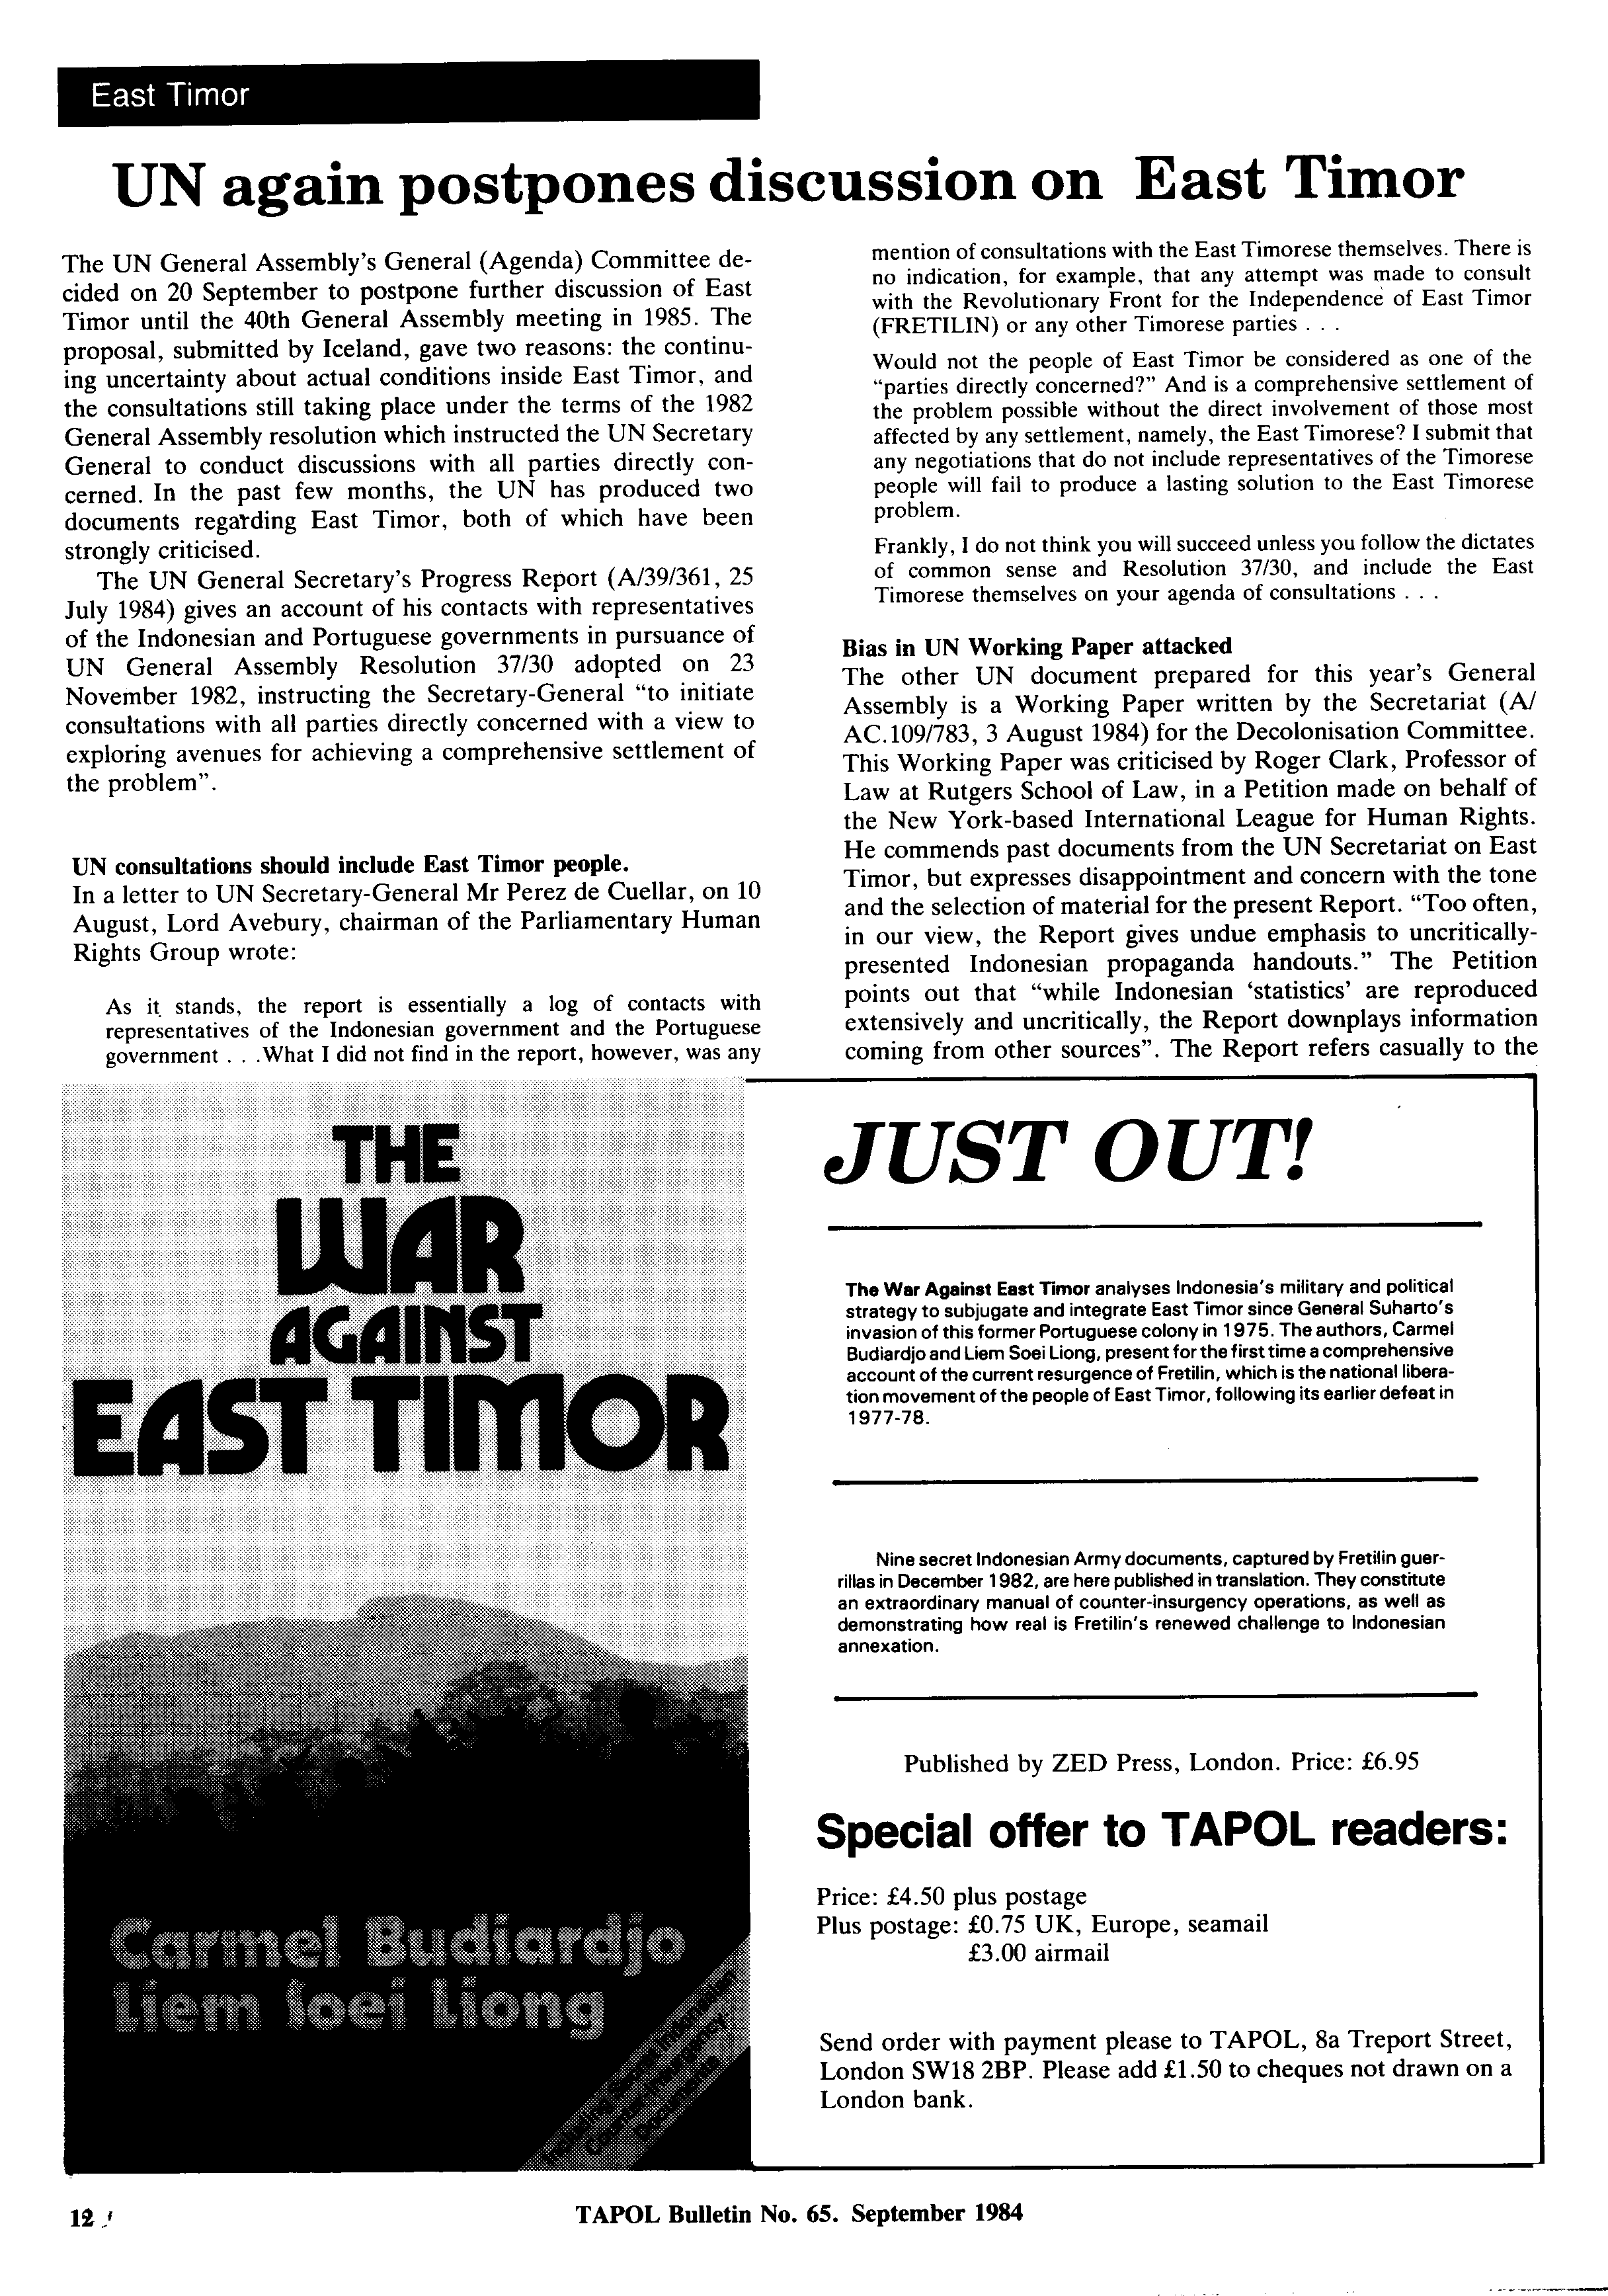 East Timor
UN again postpones discussion on East Timor
The UN General Assembly's General (Agenda) Committee de-
cided on 20 September to postpone further discussion of East
Timor until the 40th General Assembly meeting in 1985. The
proposal, submitted by Iceland, gave two reasons: the continu-
ing uncertainty about actual conditions inside East Timor, and
the consultations still taking place under the terms of the 1982
General Assembly resolution which instructed the UN Secretary
General to conduct discussions with all parties directly con-
cerned. In the past few months, the UN has produced two
documents regarding East Timor, both of which have been
strongly criticised.
The UN General Secretary's Progress Report (A/39/361, 25
July 1984) gives an account of his contacts with representatives
of the Indonesian and Portuguese governments in pursuance of
UN General Assembly Resolution 37/30 adopted on 23
November 1982, instructing the Secretary-General "to initiate
consultations with all parties directly concerned with a view to
exploring avenues for achieving a comprehensive settlement of
the problem".
UN consultations should include East Timor people.
In a letter to UN Secretary-General Mr Perez de Cuellar, on 10
August, Lord Avebury, chairman of the Parliamentary Human
Rights Group wrote:
As it stands, the report is essentially a log of contacts with
representatives of the Indonesian government and the Portuguese
government . . .What I did not find in the report, however, was any
mention of consultations with the East Timorese themselves. There is
no indication, for example, that any attempt was made to consult
with the Revolutionary Front for the Independence of East Timor
(FRETILIN) or any other Timorese parties . . .
Would not the people of East Timor be considered as one of the
"parties directly concerned?" And is a comprehensive settlement of
the problem possible without the direct involvement of those most
affected by any settlement, namely, the East Timorese? I submit that
any negotiations that do not include representatives of the Timorese
people will fail to produce a lasting solution to the East Timorese
problem.
Frankly, I do not think you will succeed unless you follow the dictates
of common sense and Resolution 37/30, and include the East
Timorese themselves on your agenda of consultations . . .
Bias in UN Working Paper attacked
The other UN document prepared for this year's General
Assembly is a Working Paper written by the Secretariat (A/
AC.109/783, 3 August 1984) for the Decolonisation Committee.
This Working Paper was criticised by Roger Clark, Professor of
Law at Rutgers School of Law, in a Petition made on behalf of
the New York-based International League for Human Rights.
He commends past documents from the UN Secretariat on East
Timor, but expresses disappointment and concern with the tone
and the selection of material for the present Report. "Too often,
in our view, the Report gives undue emphasis to uncritically-
presented Indonesian propaganda handouts." The Petition
points out that "while Indonesian 'statistics' are reproduced
extensively and uncritically, the Report downplays information
coming from other sources". The Report refers casually to the
THE
WAR
AGAINST
EAST TIMOR
Carmel Budiardjo
Liem Soei Liong
Including Secret Indonesian
Counter-Insurgency
Documents
JUST OUT!
The War Against East Timor analyses Indonesia's military and political
strategy to subjugate and integrate East Timor since General Suharto's
invasion of this former Portuguese colony in 1975. The authors, Carmel
Budiardjo and Liem Soei Liong, present for the first time a comprehensive
account of the current resurgence of Fretilin, which is the national libera-
tion movement of the people of East Timor, following its earlier defeat in
1977-78.
Nine secret Indonesian Army documents, captured by Fretilin guer-
rillas in December 1982, are here published in translation. They constitute
an extraordinary manual of counter-insurgency operations, as well as
demonstrating how real is Fretilin's renewed challenge to Indonesian
annexation.
Published by ZED Press, London. Price: £6.95
Special offer to TAPOL readers:
Price: £4.50 plus postage
Plus postage: £0.75 UK, Europe, seamail
£3.00 airmail
Send order with payment please to TAPOL, 8a Treport Street,
London SW18 2BP. Please add £1.50 to cheques not drawn on a
London bank.
12
TAPOL Bulletin No. 65. September 1984